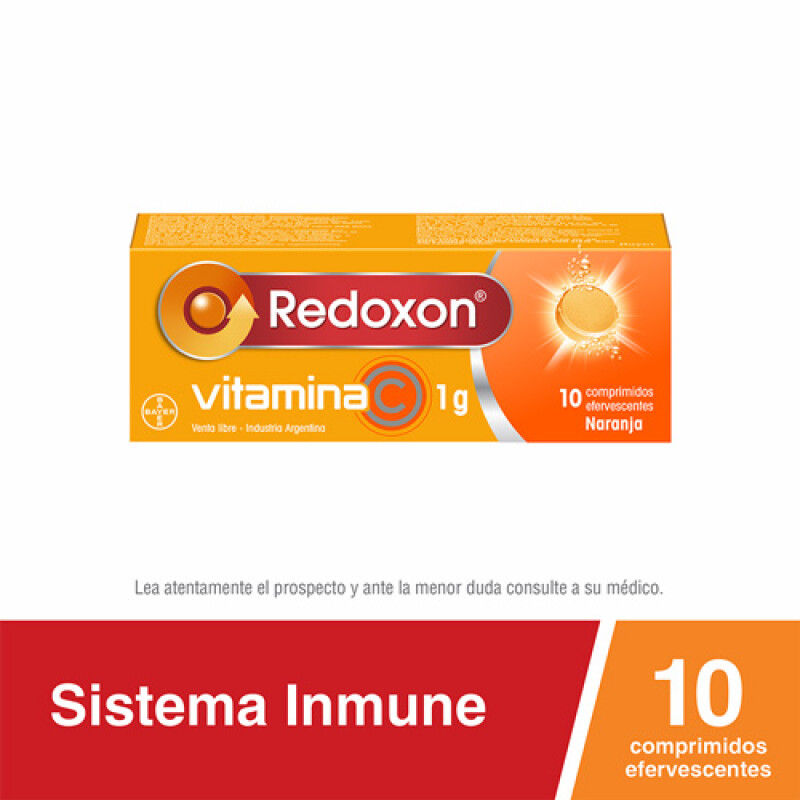 Redoxon®
vitamina C 1g
BAYER
BAYER
Venta libre - Industria Argentina
10 comprimidos
efervescentes
Naranja
Lea atentamente el prospecto y ante la menor duda consulte a su médico.
Sistema Inmune
10
comprimidos
efervescentes